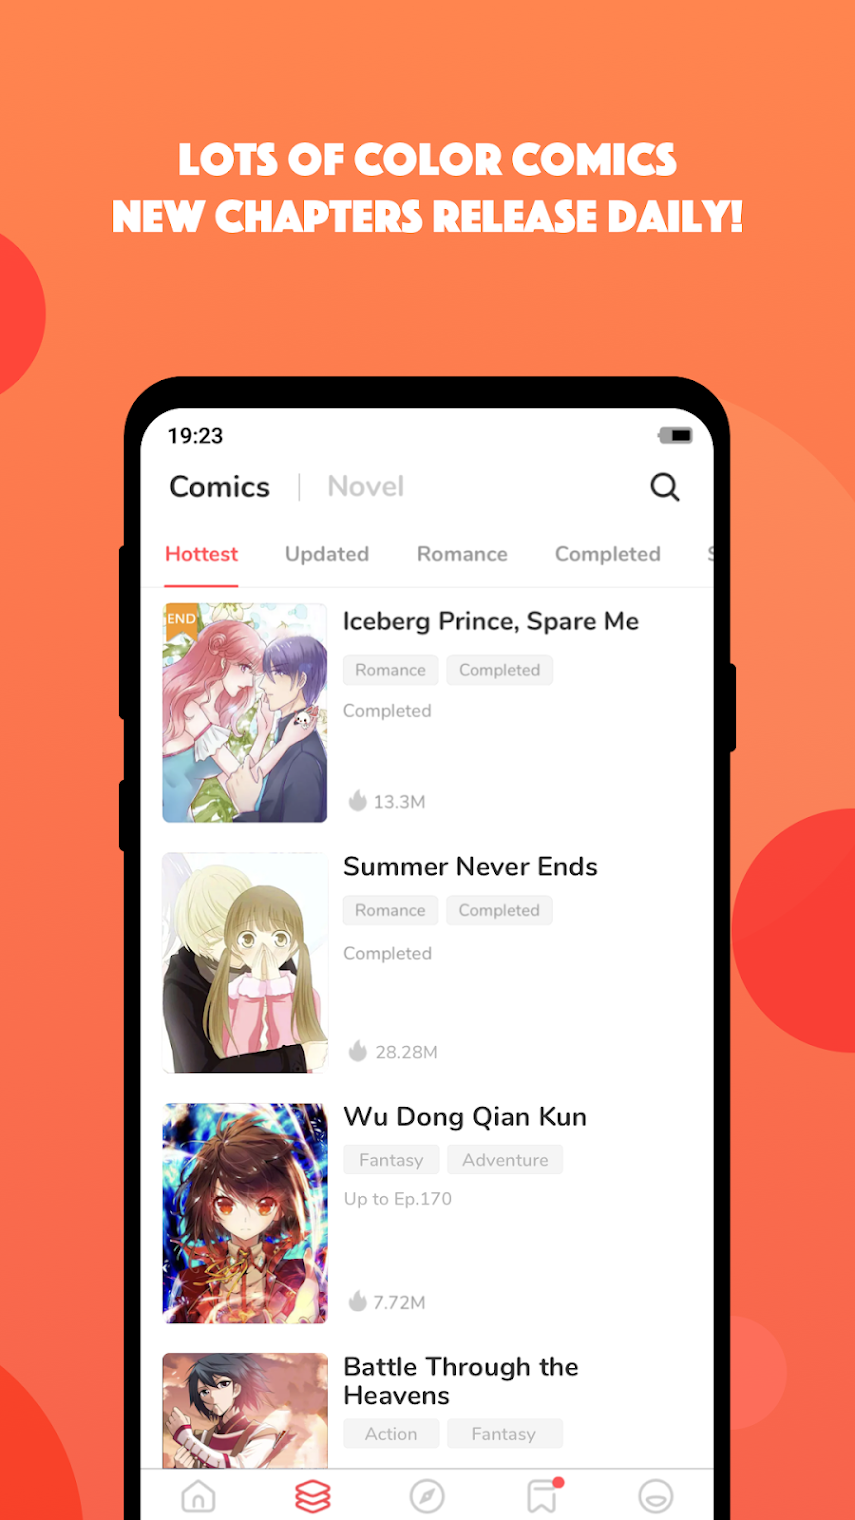 LOTS OF COLOR COMICS
NEW CHAPTERS RELEASE DAILY!
19:23
Comics | Novel
Hottest Updated Romance Completed
END
Iceberg Prince, Spare Me
Romance Completed
Completed
13.3M
Summer Never Ends
Romance Completed
Completed
28.28M
Wu Dong Qian Kun
Fantasy Adventure
Up to Ep.170
7.72M
Battle Through the
Heavens
Action Fantasy